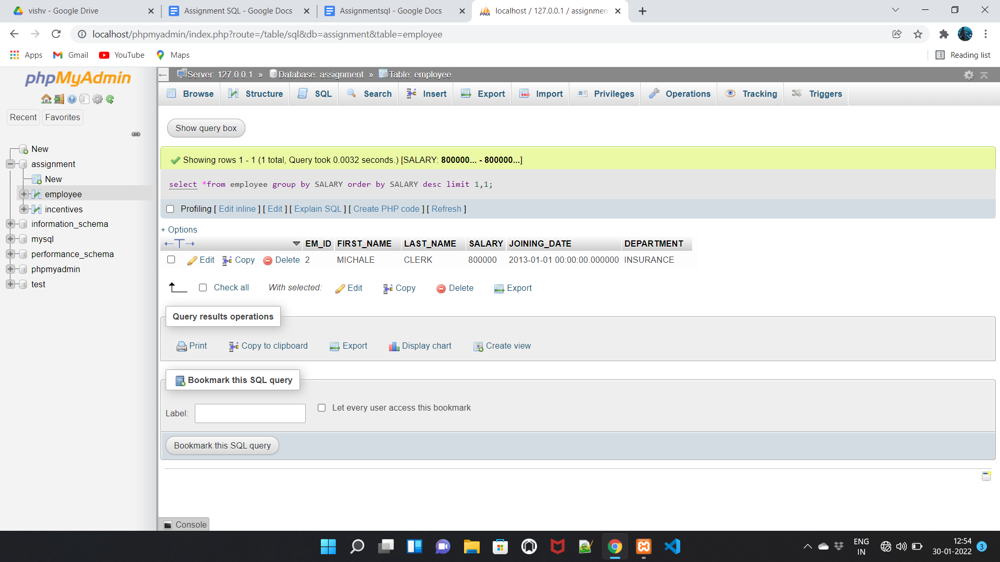 vishv - Google Drive
Assignment SQL - Google Docs
Assignmentsql - Google Docs
localhost / 127.0.0.1 / assignment
localhost/phpmyadmin/index.php?route=/table/sql&db=assignment&table=employee
Apps
Gmail
YouTube
Maps
Reading list
phpMyAdmin
Recent
Favorites
New
assignment
New
employee
incentives
information_schema
mysql
performance_schema
phpmyadmin
test
Server: 127.0.0.1 » Database: assignment » Table: employee
Browse Structure SQL Search Insert Export Import Privileges Operations Tracking Triggers
Show query box
Showing rows 1 - 1 (1 total, Query took 0.0032 seconds.) [SALARY: 800000... - 800000...]
select *from employee group by SALARY order by SALARY desc limit 1,1;
Profiling [ Edit inline ] [ Edit ] [ Explain SQL ] [ Create PHP code ] [ Refresh ]
+ Options
←T→ EM_ID FIRST_NAME LAST_NAME SALARY JOINING_DATE DEPARTMENT
Edit Copy Delete 2 MICHALE CLERK 800000 2013-01-01 00:00:00.000000 INSURANCE
Check all With selected: Edit Copy Delete Export
Query results operations
Print Copy to clipboard Export Display chart Create view
Bookmark this SQL query
Label:
Let every user access this bookmark
Bookmark this SQL query
Console
ENG
IN
12:54
30-01-2022
3